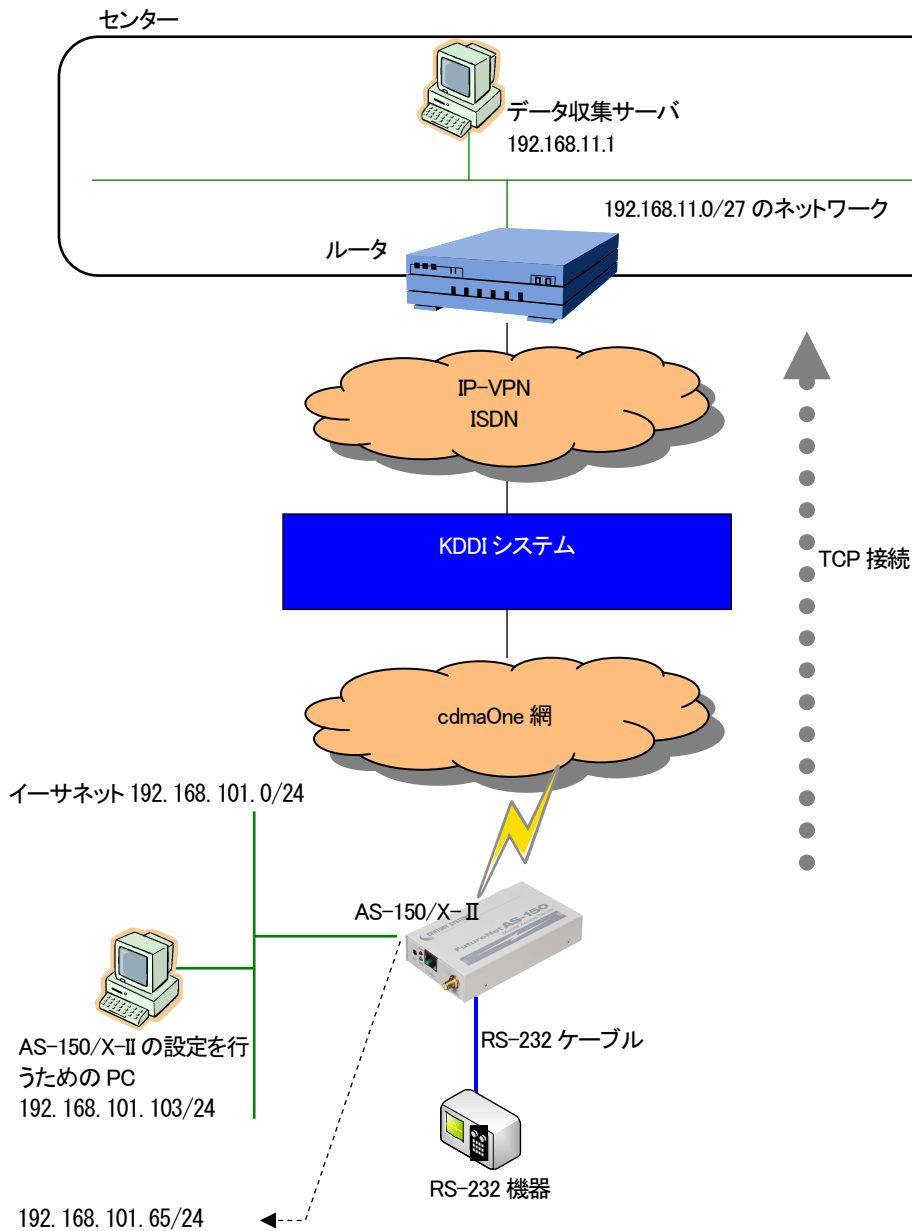 センター
データ収集サーバ
192.168.11.1
192.168.11.0/27 のネットワーク
ルータ
IP-VPN
ISDN
KDDI システム
TCP 接続
cdmaOne 網
イーサネット 192.168.101.0/24
AS-150/X-Ⅱ
FutureNet AS-150
RS-232 ケーブル
AS-150/X-Ⅱ の設定を行
うための PC
192.168.101.103/24
RS-232 機器
192.168.101.65/24